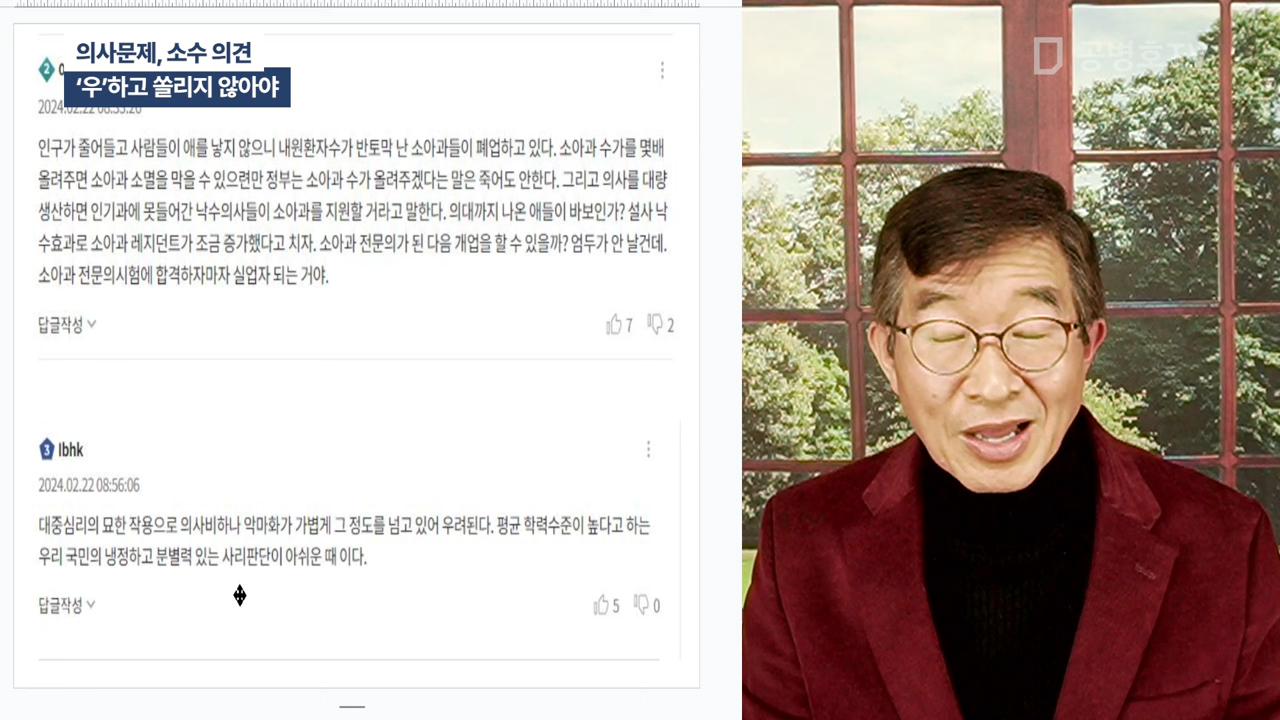 의사문제, 소수 의견
'우'하고 쏠리지 않아야
2
2024.02.22 08:53:20
인구가 줄어들고 사람들이 애를 낳지 않으니 내원환자수가 반토막 난 소아과들이 폐업하고 있다. 소아과 수가를 몇배
올려주면 소아과 소멸을 막을 수 있으련만 정부는 소아과 수가 올려주겠다는 말은 죽어도 안한다. 그리고 의사를 대량
생산하면 인기과에 못들어간 낙수의사들이 소아과를 지원할 거라고 말한다. 의대까지 나온 애들이 바보인가? 설사 낙
수효과로 소아과 레지던트가 조금 증가했다고 치자. 소아과 전문의가 된 다음 개업을 할 수 있을까? 엄두가 안 날건데.
소아과 전문의시험에 합격하자마자 실업자 되는 거야.
답글작성
7 2
3 lbhk
2024.02.22 08:56:06
대중심리의 묘한 작용으로 의사비하나 악마화가 가볍게 그 정도를 넘고 있어 우려된다. 평균 학력수준이 높다고 하는
우리 국민의 냉정하고 분별력 있는 사리판단이 아쉬운 때 이다.
답글작성
5 0
공병호TV